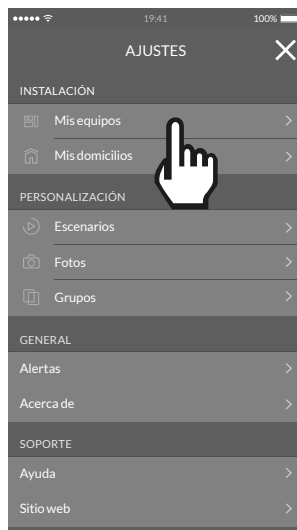 19:41 100%
AJUSTES
INSTALACIÓN
Mis equipos
Mis domicilios
PERSONALIZACIÓN
Escenarios
Fotos
Grupos
GENERAL
Alertas
Acerca de
SOPORTE
Ayuda
Sitio web